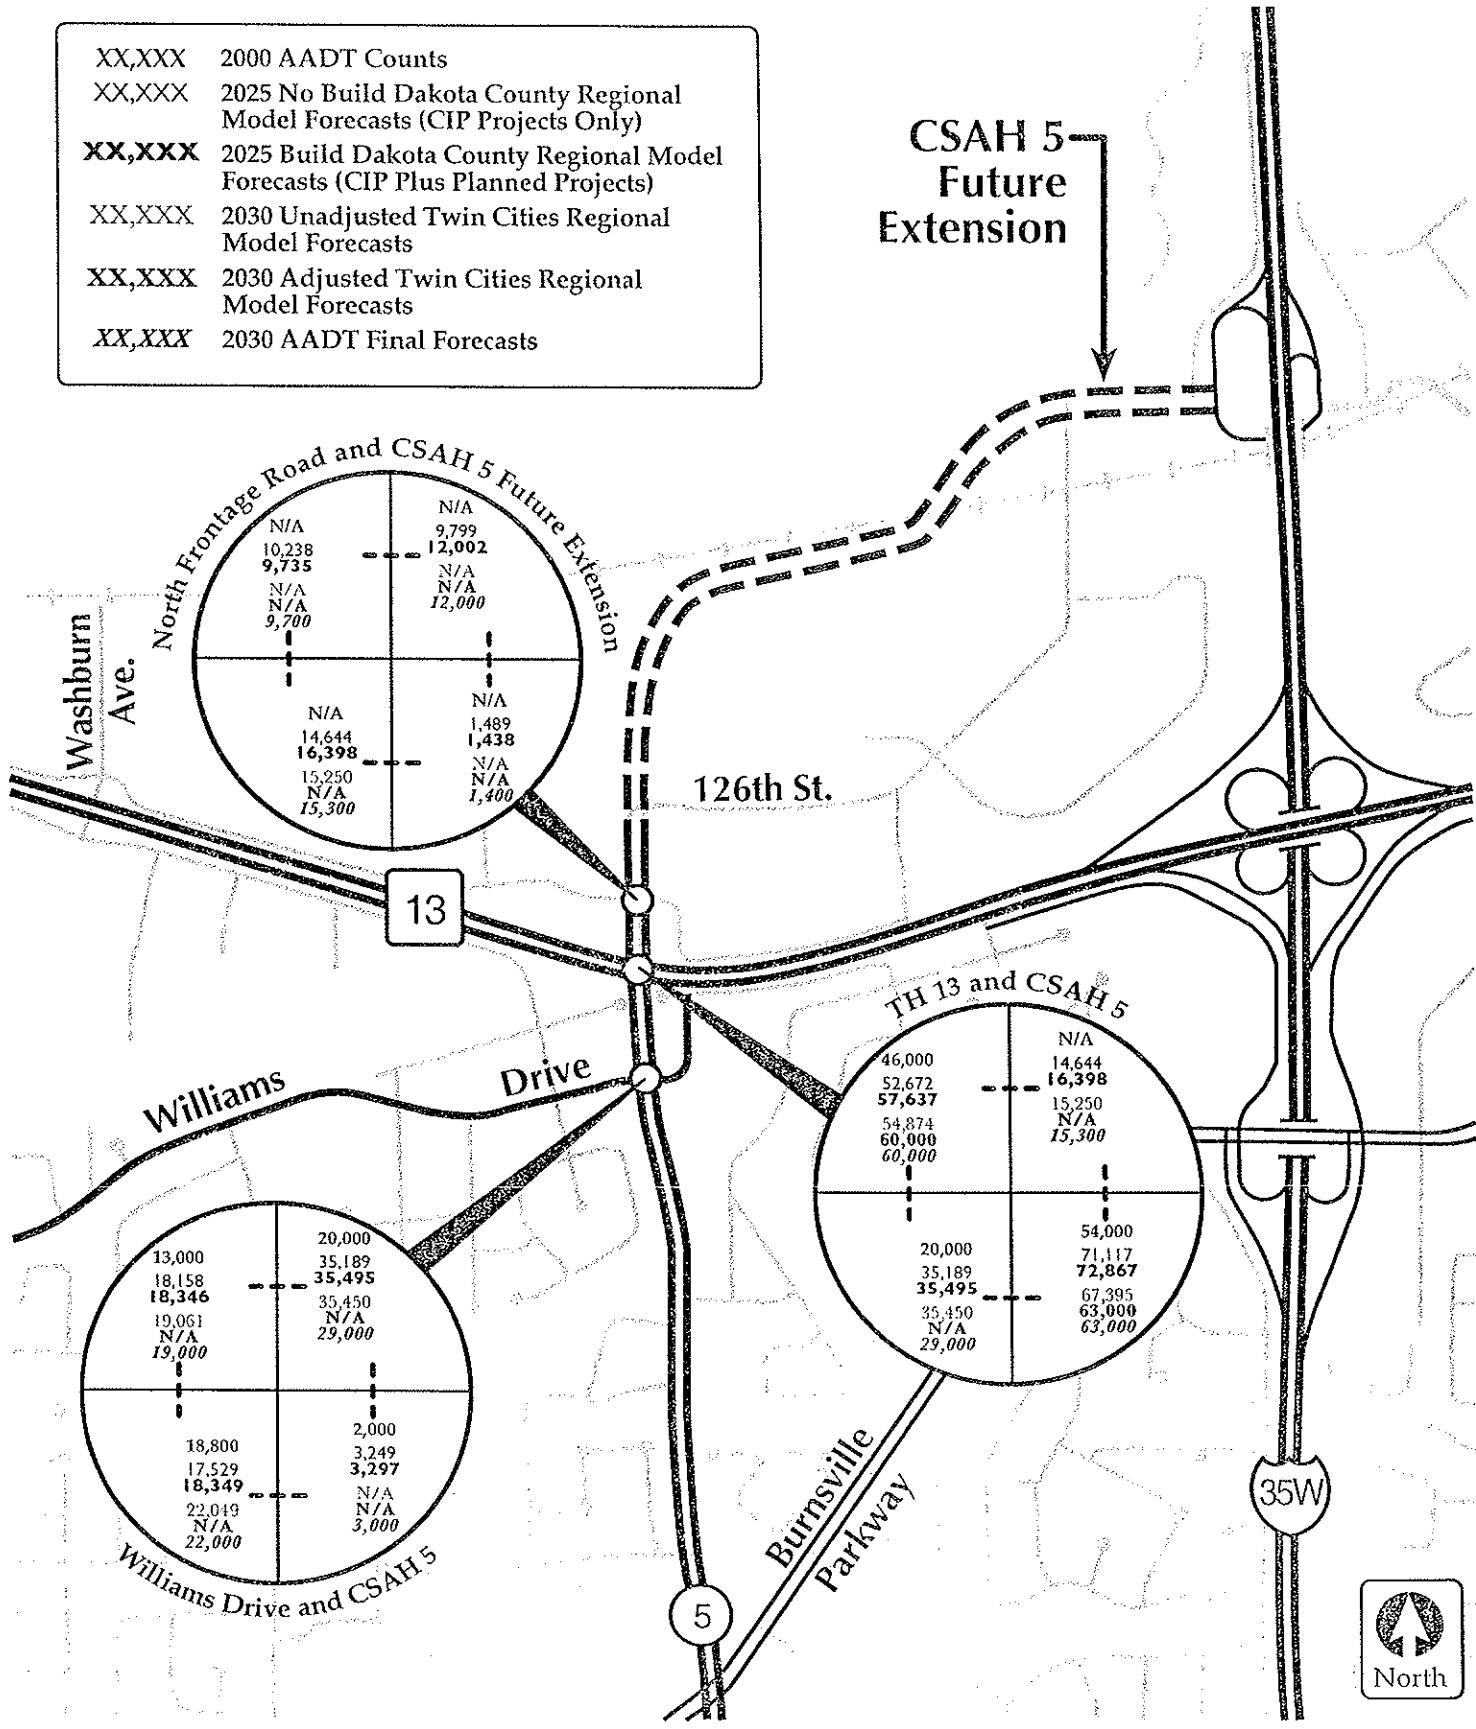 XX,XXX 2000 AADT Counts
XX,XXX 2025 No Build Dakota County Regional
Model Forecasts (CIP Projects Only)
XX,XXX 2025 Build Dakota County Regional Model
Forecasts (CIP Plus Planned Projects)
XX,XXX 2030 Unadjusted Twin Cities Regional
Model Forecasts
XX,XXX 2030 Adjusted Twin Cities Regional
Model Forecasts
XX,XXX 2030 AADT Final Forecasts
CSAH 5
Future
Extension
North Frontage Road and CSAH 5 Future Extension
N/A
10,238
9,735
N/A
N/A
9,700
N/A
9,799
12,002
N/A
N/A
12,000
N/A
14,644
16,398
15,250
N/A
15,300
N/A
1,489
1,438
N/A
N/A
1,400
Washburn
Ave.
126th St.
13
TH 13 and CSAH 5
46,000
52,672
57,637
54,874
60,000
60,000
N/A
14,644
16,398
15,250
N/A
15,300
20,000
35,189
35,495
35,450
N/A
29,000
54,000
71,117
72,867
67,395
63,000
63,000
Williams Drive
13,000
18,158
18,346
19,061
N/A
19,000
20,000
35,189
35,495
35,450
N/A
29,000
18,800
17,529
18,349
22,049
N/A
22,000
2,000
3,249
3,297
N/A
N/A
3,000
Williams Drive and CSAH 5
Burnsville
Parkway
35W
5
North